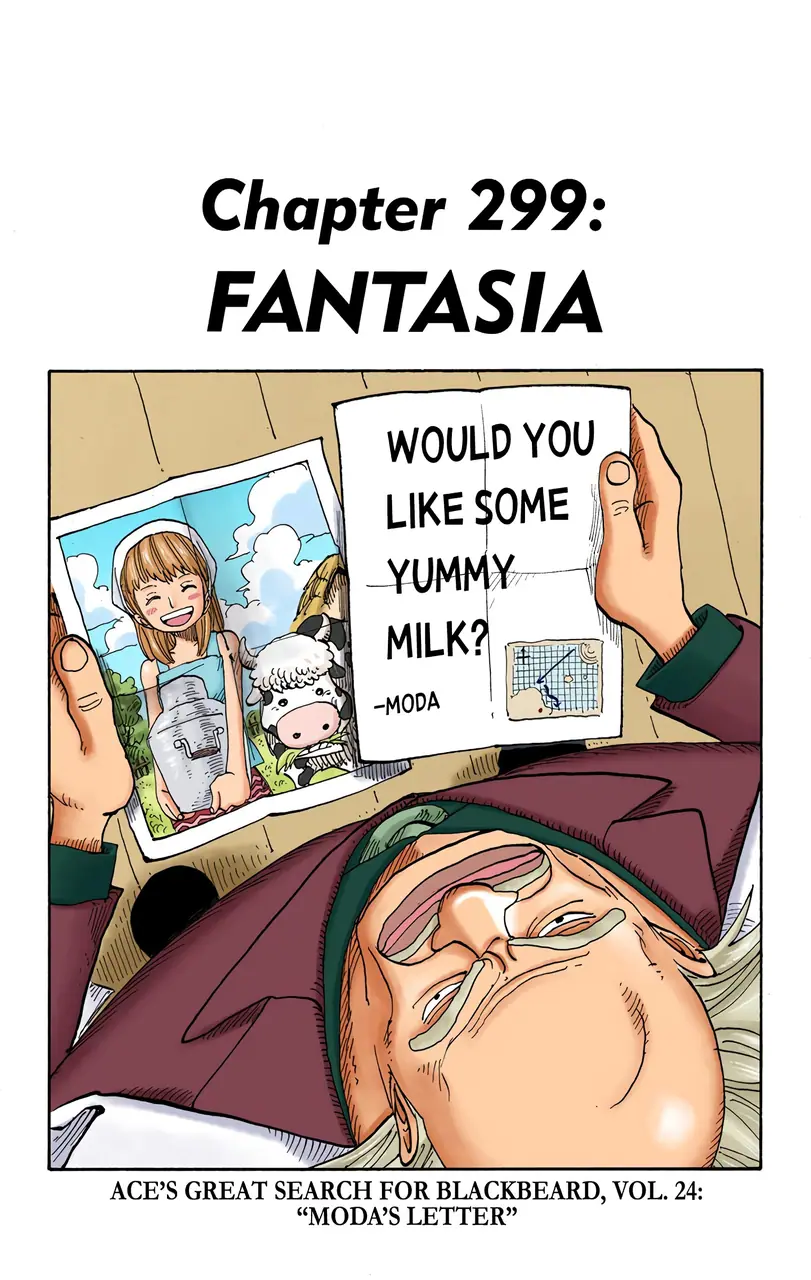 Chapter 299:
FANTASIA
WOULD YOU
LIKE SOME
YUMMY
MILK?
–MODA
ACE'S GREAT SEARCH FOR BLACKBEARD, VOL. 24:
"MODA'S LETTER"